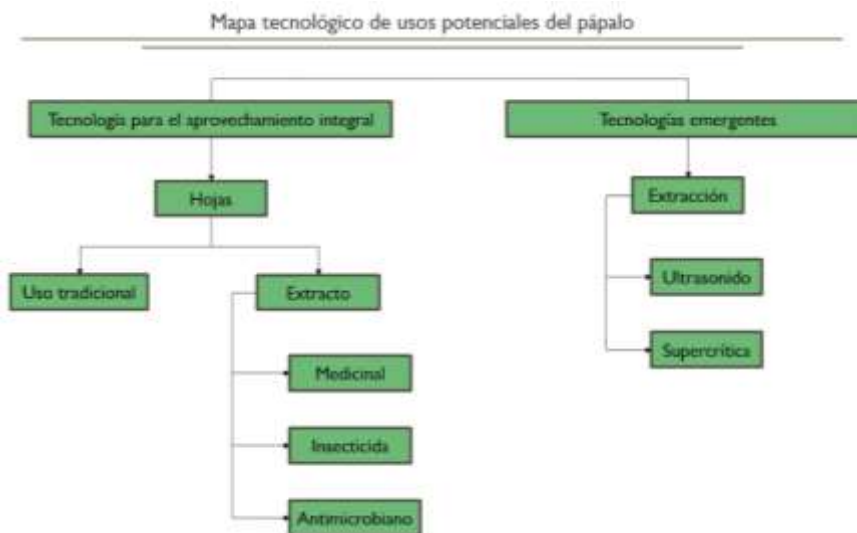 Mapa tecnológico de usos potenciales del pápalo
Tecnología para el aprovechamiento integral
Tecnologías emergentes
Hojas
Extracción
Uso tradicional
Extracto
Ultrasonido
Supercrítica
Medicinal
Insecticida
Antimicrobiano